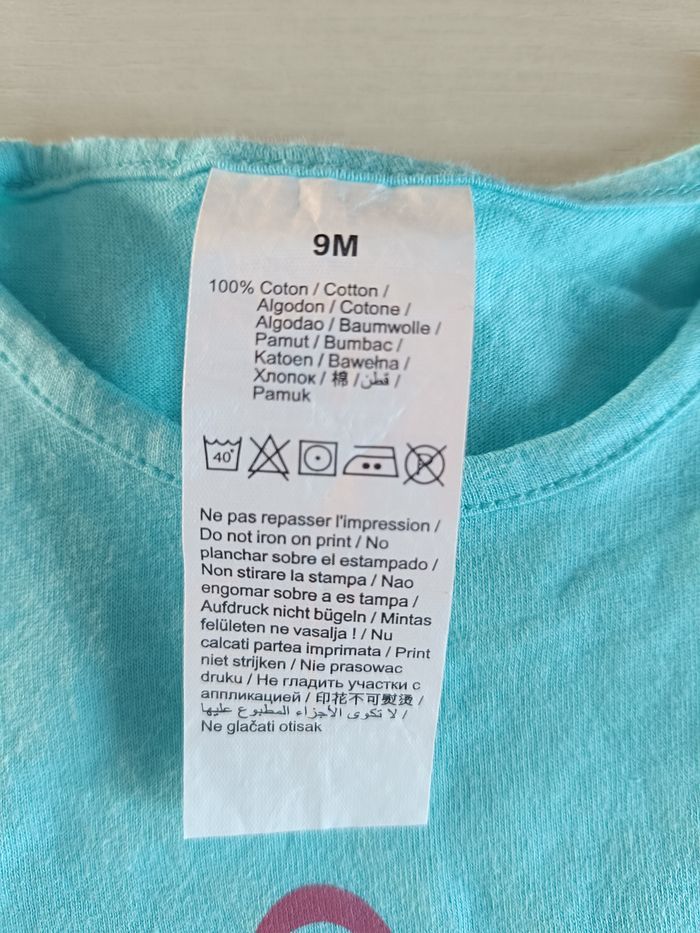 9M
100% Coton / Cotton /
Algodon / Cotone /
Algodao / Baumwolle /
Pamut / Bumbac /
Katoen / Bawełna /
Хлопок / 棉 / قطن /
Pamuk
40°
P
Ne pas repasser l'impression /
Do not iron on print / No
planchar sobre el estampado /
Non stirare la stampa / Nao
engomar sobre a es tampa /
Aufdruck nicht bügeln / Mintas
felületen ne vasalja ! / Nu
calcati partea imprimata / Print
niet strijken / Nie prasowac
druku / Не гладить участки с
аппликацией / 印花不可熨烫 /
لا تكوى الأجزاء المطبوع عليها /
Ne glačati otisak